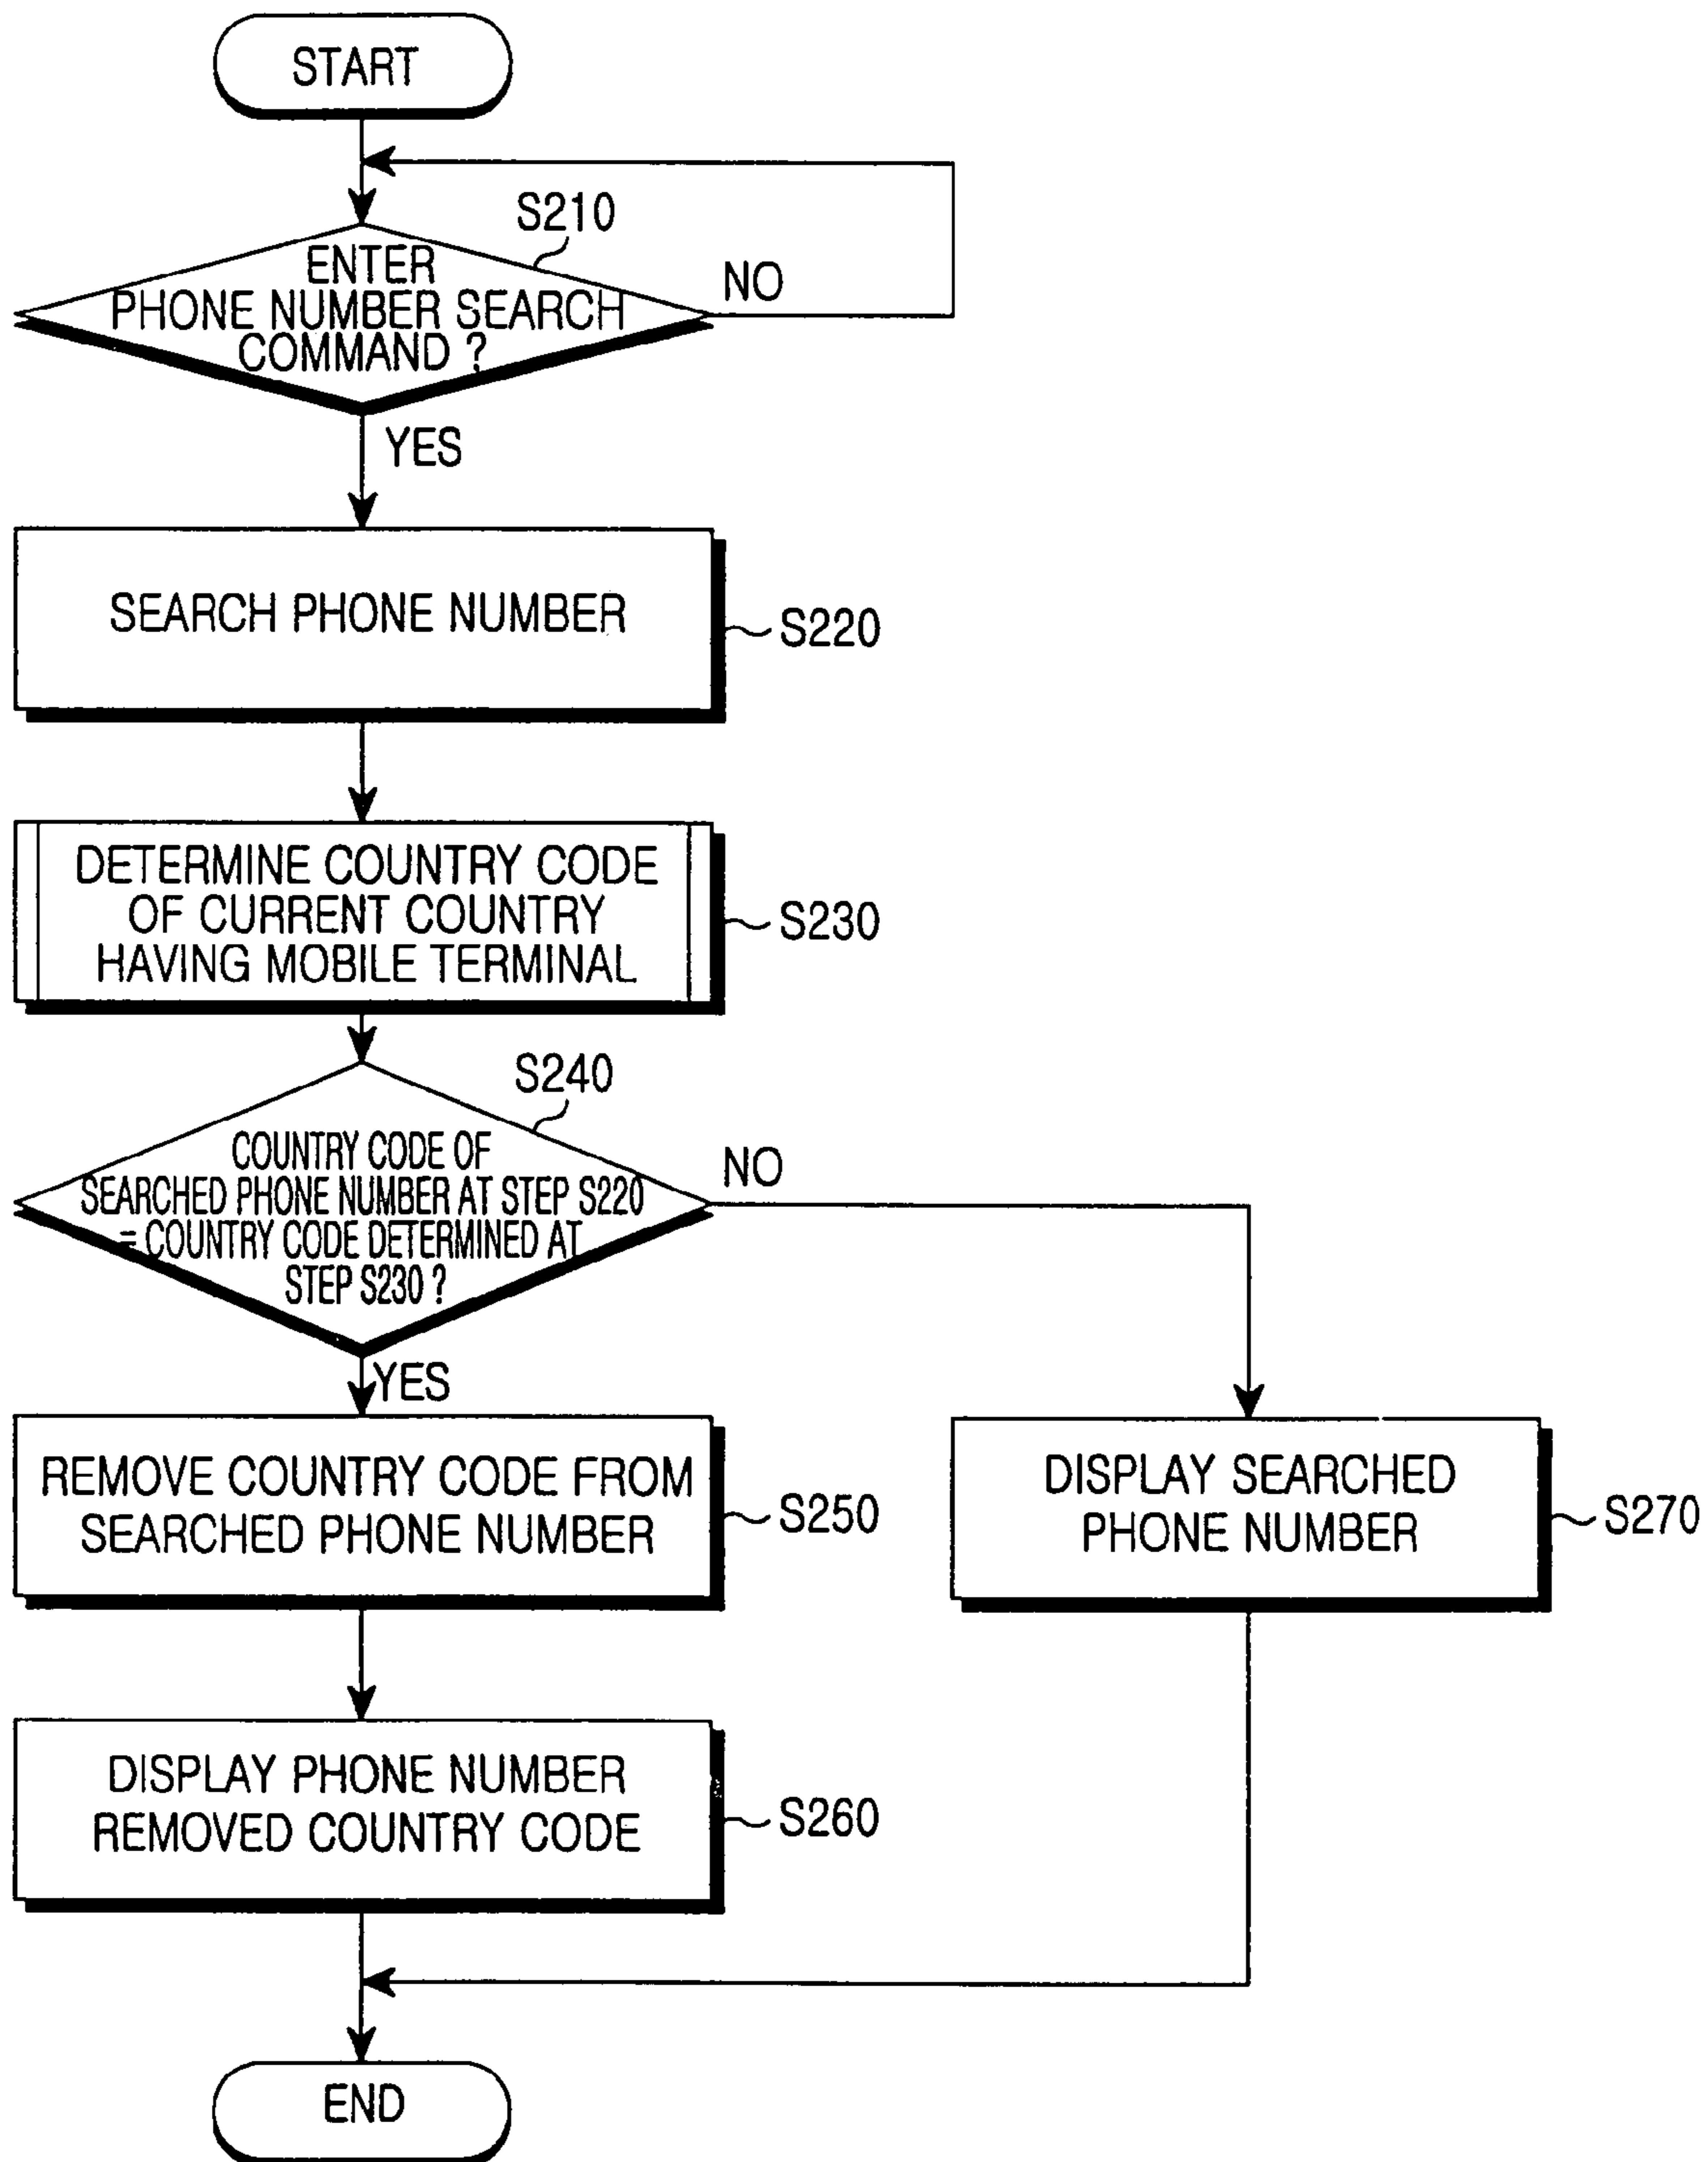 START
S210
ENTER
PHONE NUMBER SEARCH
COMMAND ?
NO
YES
SEARCH PHONE NUMBER
S220
DETERMINE COUNTRY CODE
OF CURRENT COUNTRY
HAVING MOBILE TERMINAL
S230
S240
COUNTRY CODE OF
SEARCHED PHONE NUMBER AT STEP S220
= COUNTRY CODE DETERMINED AT
STEP S230 ?
NO
YES
REMOVE COUNTRY CODE FROM
SEARCHED PHONE NUMBER
S250
DISPLAY SEARCHED
PHONE NUMBER
S270
DISPLAY PHONE NUMBER
REMOVED COUNTRY CODE
S260
END